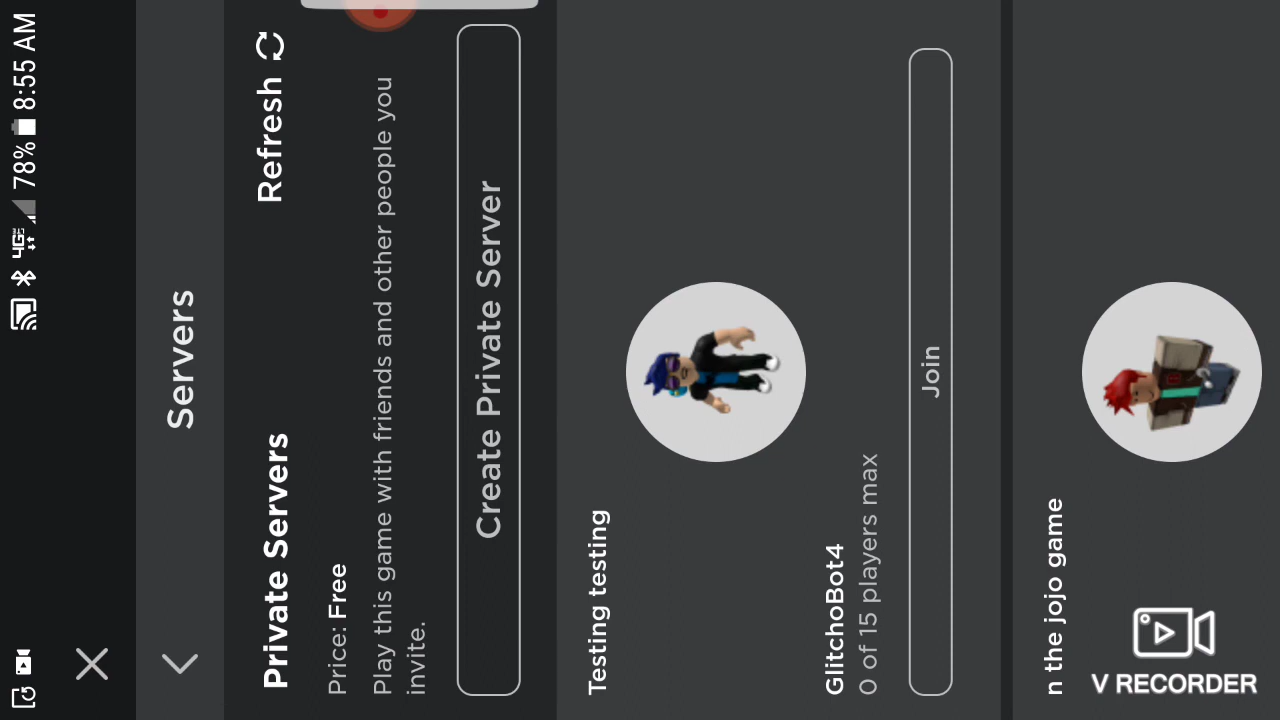 78% 8:55 AM
4G
Servers
Private Servers
Refresh
Price: Free
Play this game with friends and other people you
invite.
Create Private Server
Testing testing
GlitchoBot4
0 of 15 players max
Join
n the jojo game
V RECORDER